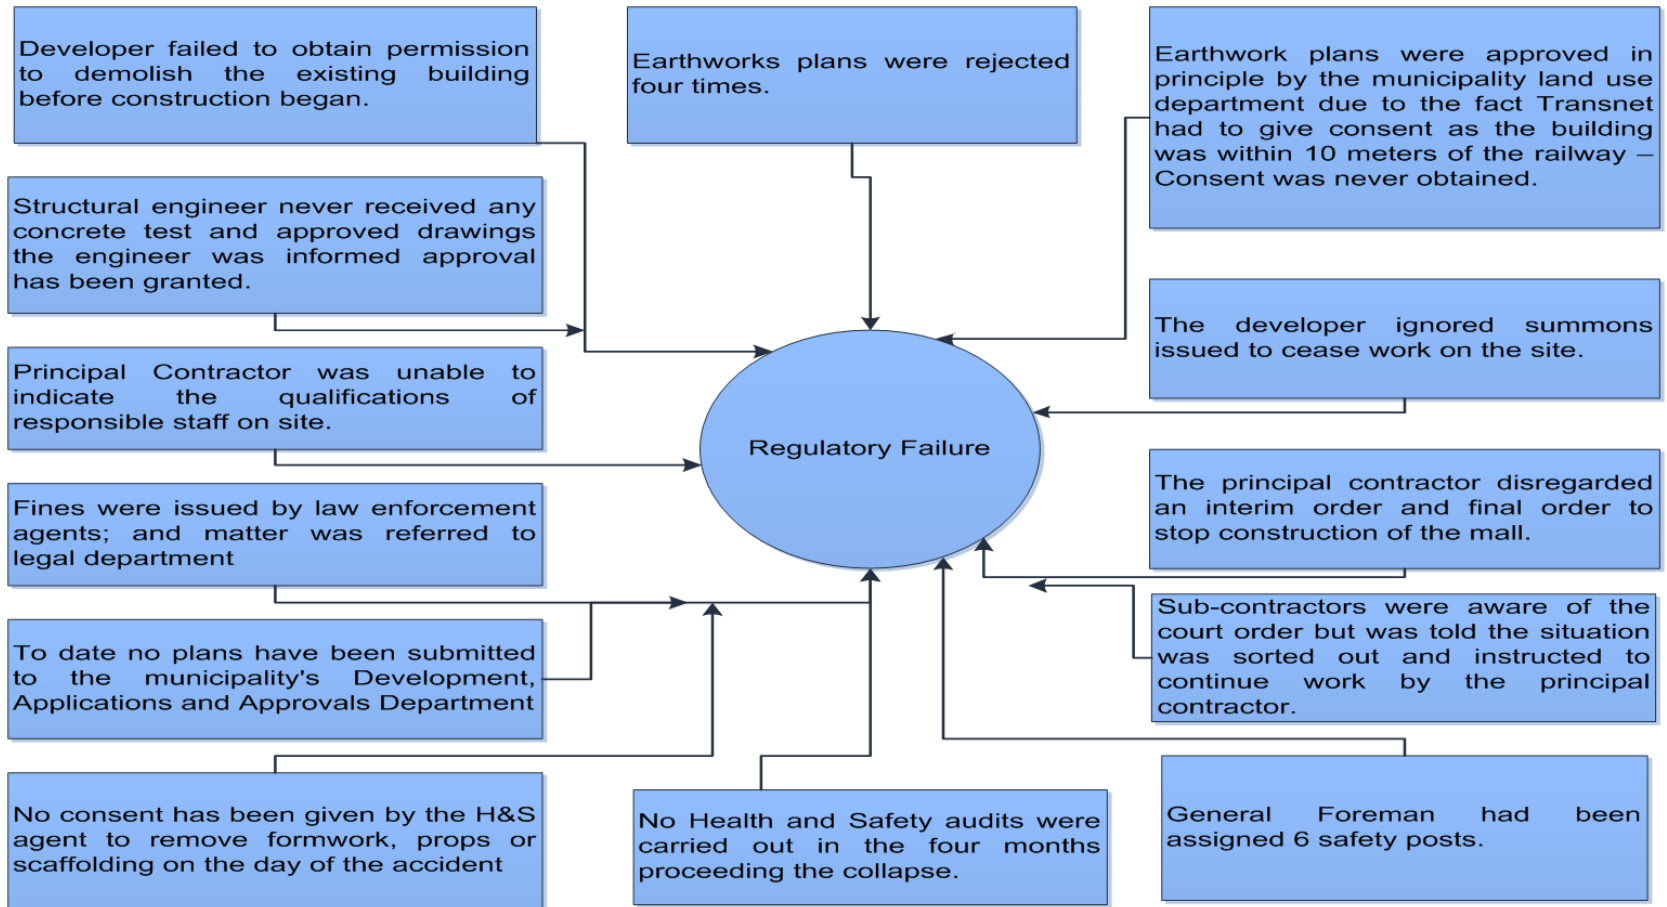 Developer failed to obtain permission
to demolish the existing building
before construction began.
Earthworks plans were rejected
four times.
Earthwork plans were approved in
principle by the municipality land use
department due to the fact Transnet
had to give consent as the building
was within 10 meters of the railway –
Consent was never obtained.
Structural engineer never received any
concrete test and approved drawings
the engineer was informed approval
has been granted.
The developer ignored summons
issued to cease work on the site.
Principal Contractor was unable to
indicate the qualifications of
responsible staff on site.
Regulatory Failure
The principal contractor disregarded
an interim order and final order to
stop construction of the mall.
Fines were issued by law enforcement
agents; and matter was referred to
legal department
Sub-contractors were aware of the
court order but was told the situation
was sorted out and instructed to
continue work by the principal
contractor.
To date no plans have been submitted
to the municipality's Development,
Applications and Approvals Department
No consent has been given by the H&S
agent to remove formwork, props or
scaffolding on the day of the accident
No Health and Safety audits were
carried out in the four months
proceeding the collapse.
General Foreman had been
assigned 6 safety posts.